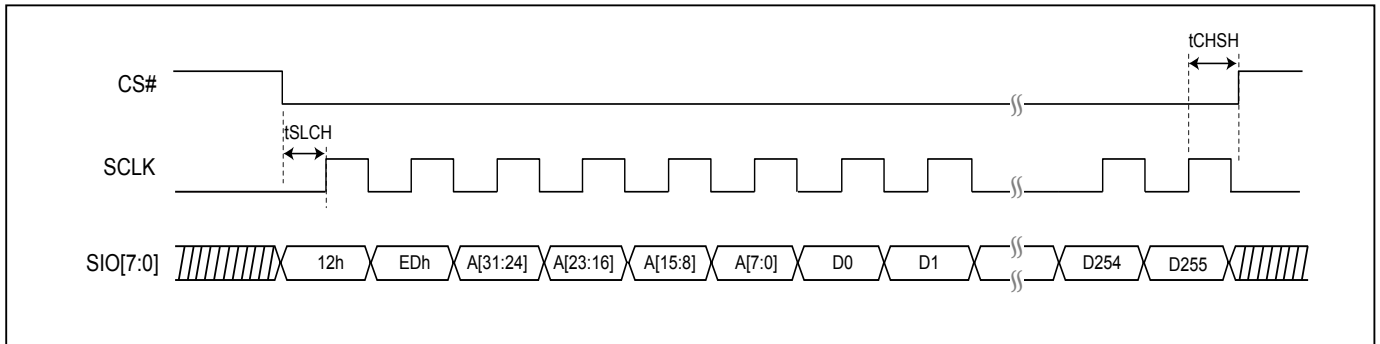 tCHSH
CS#
tSLCH
SCLK
SIO[7:0] 12h EDh A[31:24] A[23:16] A[15:8] A[7:0] D0 D1 D254 D255